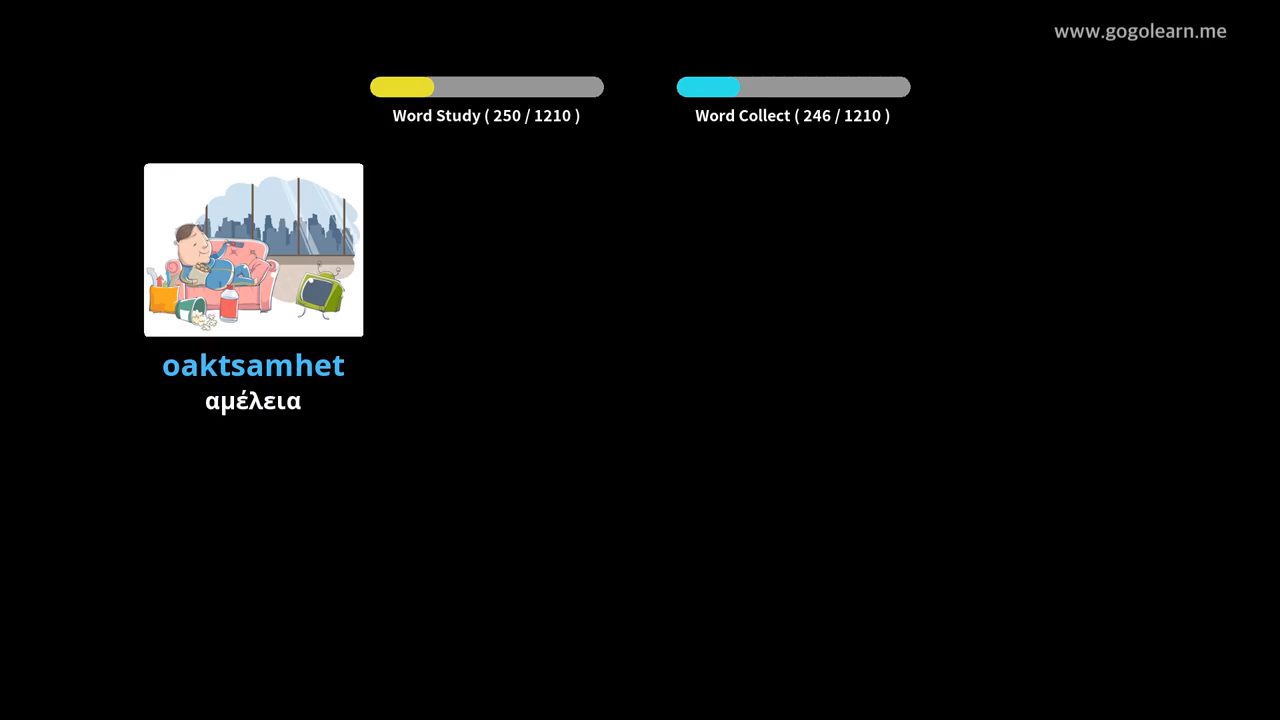 www.gogolearn.me
Word Study ( 250 / 1210 )
Word Collect ( 246 / 1210 )
oaktsamhet
αμέλεια